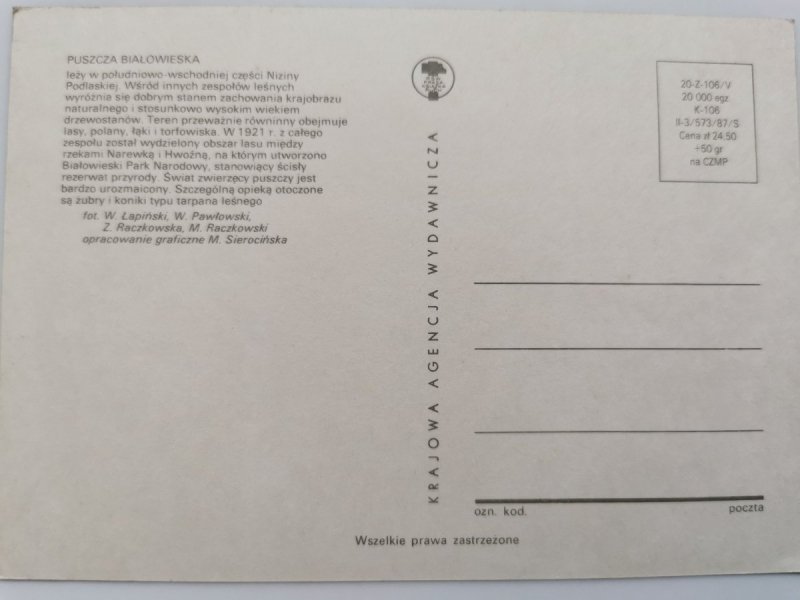 PUSZCZA BIAŁOWIESKA
leży w południowo-wschodniej części Niziny
Podlaskiej. Wśród innych zespołów leśnych
wyróżnia się dobrym stanem zachowania krajobrazu
naturalnego i stosunkowo wysokim wiekiem
drzewostanów. Teren przeważnie równinny obejmuje
lasy, polany, łąki i torfowiska. W 1921 r. z całego
zespołu został wydzielony obszar lasu między
rzekami Narewką i Hwoźną, na którym utworzono
Białowieski Park Narodowy, stanowiący ścisły
rezerwat przyrody. Świat zwierzęcy puszczy jest
bardzo urozmaicony. Szczególną opieką otoczone
są żubry i koniki typu tarpana leśnego
fot. W. Łapiński, W. Pawłowski,
Z. Raczkowska, M. Raczkowski
opracowanie graficzne M. Sierocińska
KRAJOWA AGENCJA WYDAWNICZA
20-Z-106/V
20 000 egz
K-106
II-3/573/87/S
Cena zł 24.50
+50 gr
na CZMP
ozn. kod.
poczta
Wszelkie prawa zastrzeżone